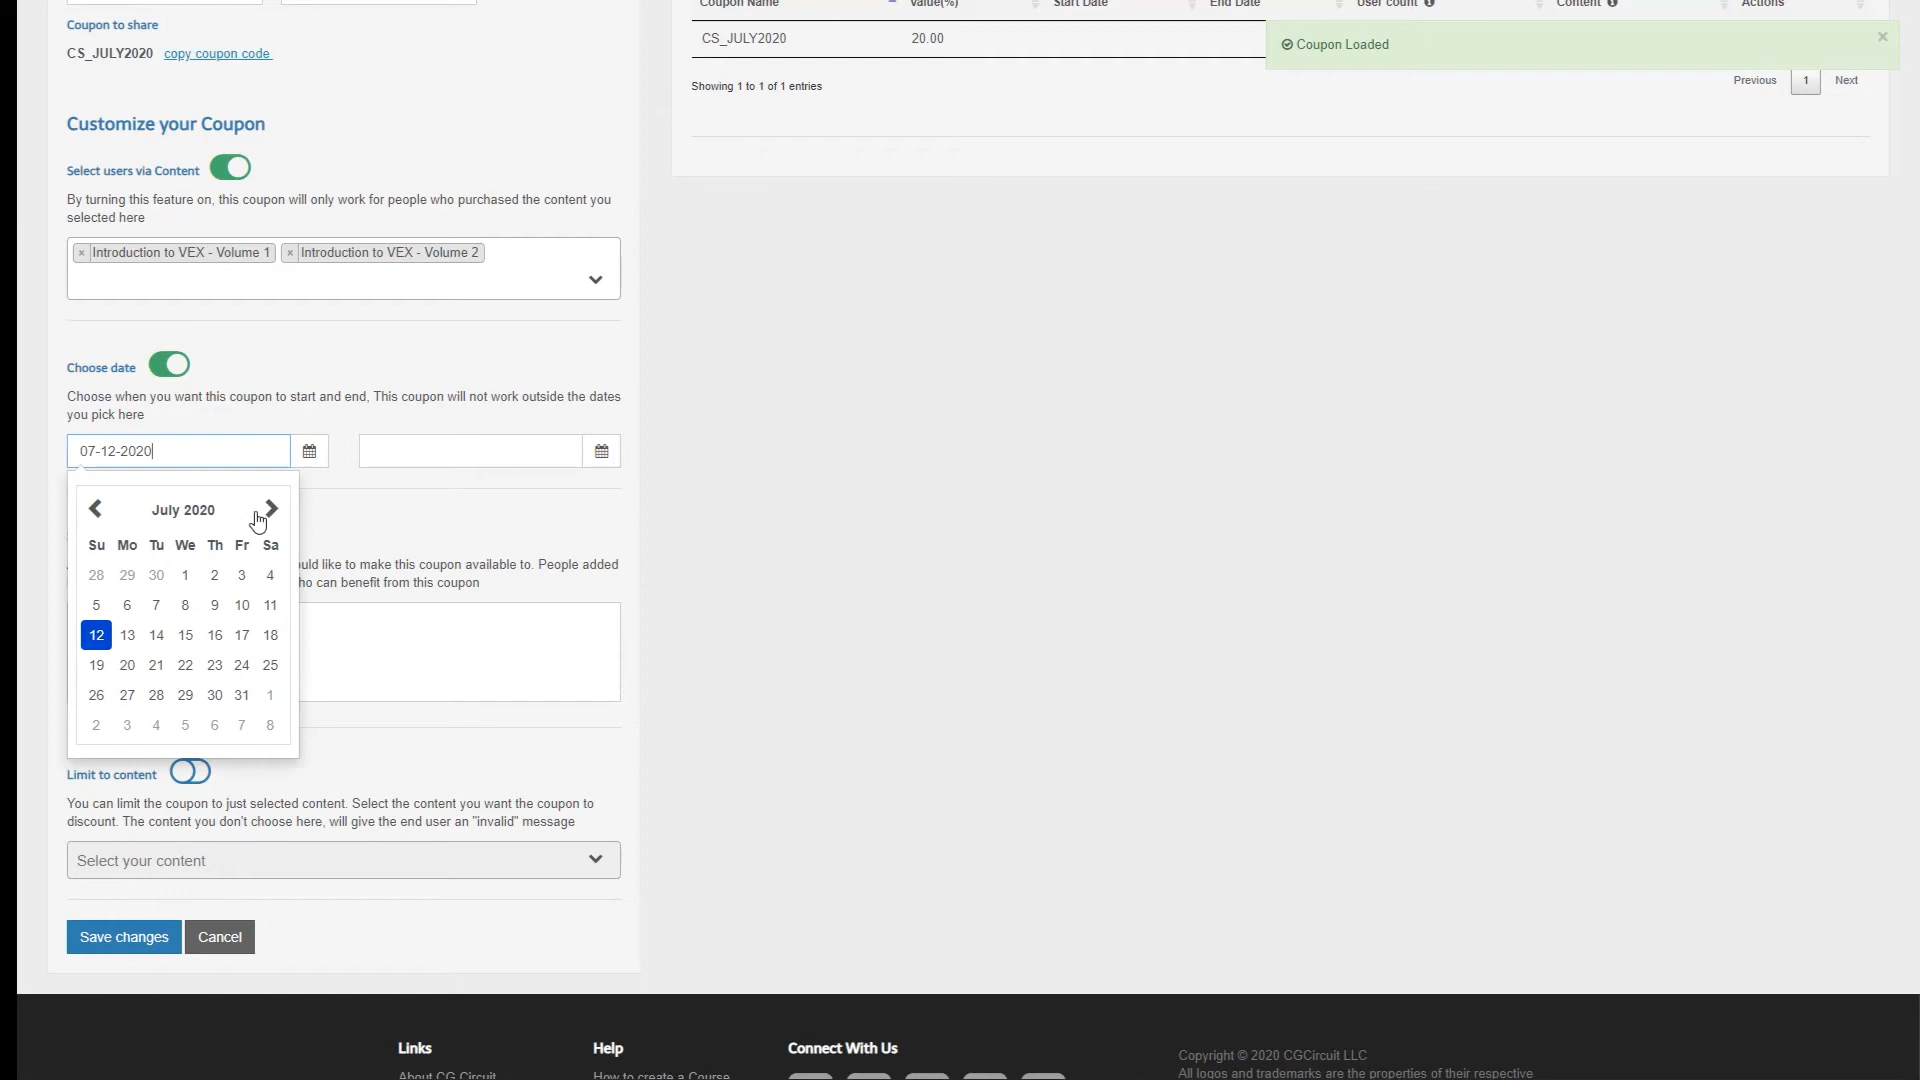 Coupon Name Value(%) Start Date End Date User count Content Actions
Coupon to share
CS_JULY2020 copy coupon code
CS_JULY2020 20.00
Coupon Loaded ×
Showing 1 to 1 of 1 entries
Previous 1 Next
Customize your Coupon
Select users via Content
By turning this feature on, this coupon will only work for people who purchased the content you
selected here
× Introduction to VEX - Volume 1 × Introduction to VEX - Volume 2
Choose date
Choose when you want this coupon to start and end, This coupon will not work outside the dates
you pick here
07-12-2020
July 2020
Su Mo Tu We Th Fr Sa
28 29 30 1 2 3 4
5 6 7 8 9 10 11
12 13 14 15 16 17 18
19 20 21 22 23 24 25
26 27 28 29 30 31 1
2 3 4 5 6 7 8
like to make this coupon available to. People added
who can benefit from this coupon
Limit to content
You can limit the coupon to just selected content. Select the content you want the coupon to
discount. The content you don't choose here, will give the end user an "invalid" message
Select your content
Save changes Cancel
Links Help Connect With Us
About CG Circuit How to create a Course
Copyright © 2020 CGCircuit LLC
All logos and trademarks are the properties of their respective